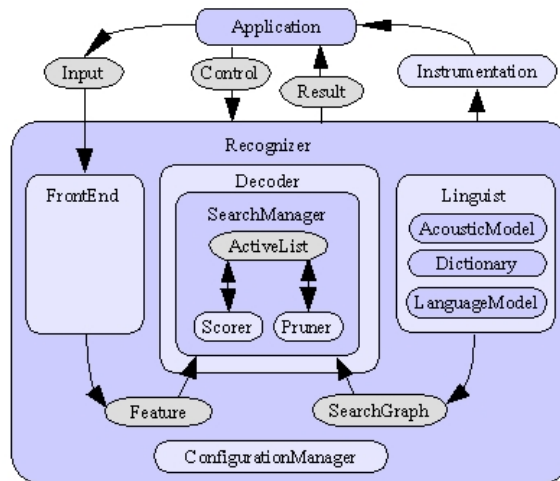 Application
Input
Control
Result
Instrumentation
Recognizer
FrontEnd
Decoder
SearchManager
ActiveList
Scorer
Pruner
Linguist
AcousticModel
Dictionary
LanguageModel
Feature
SearchGraph
ConfigurationManager